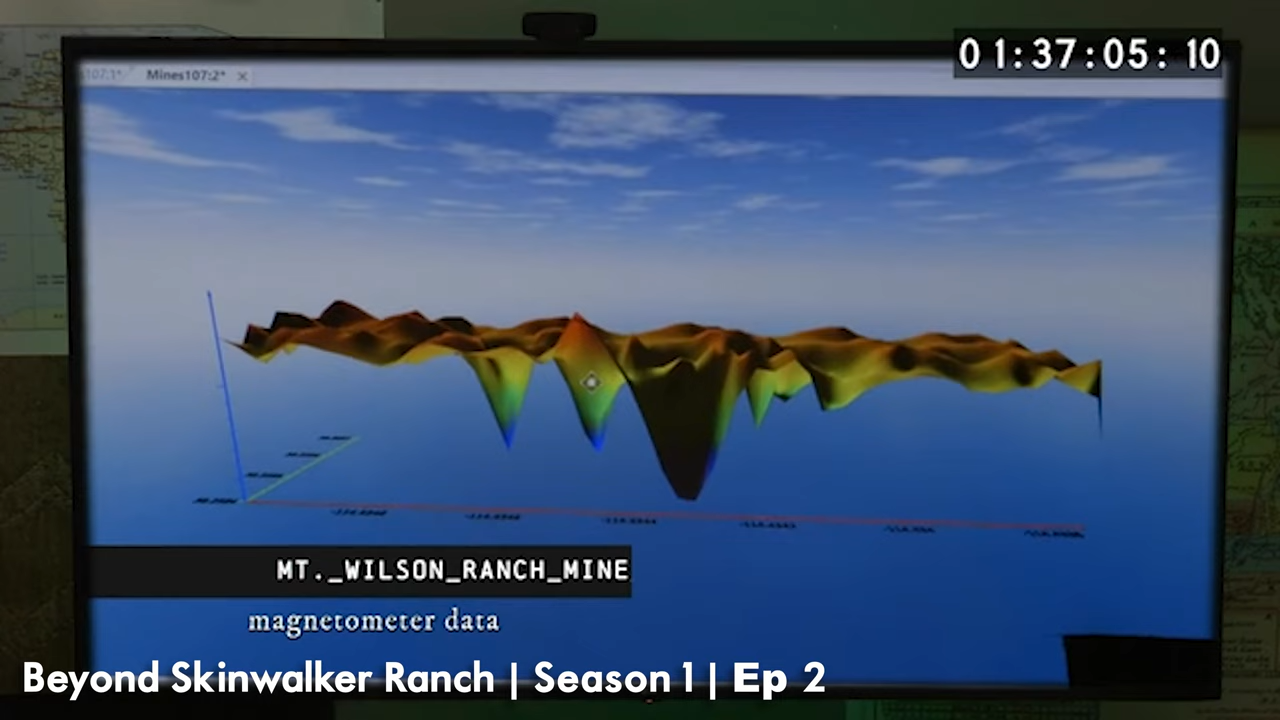 01:37:05:10
Mines107:2*
MT._WILSON_RANCH_MINE
magnetometer data
Beyond Skinwalker Ranch | Season 1 | Ep 2